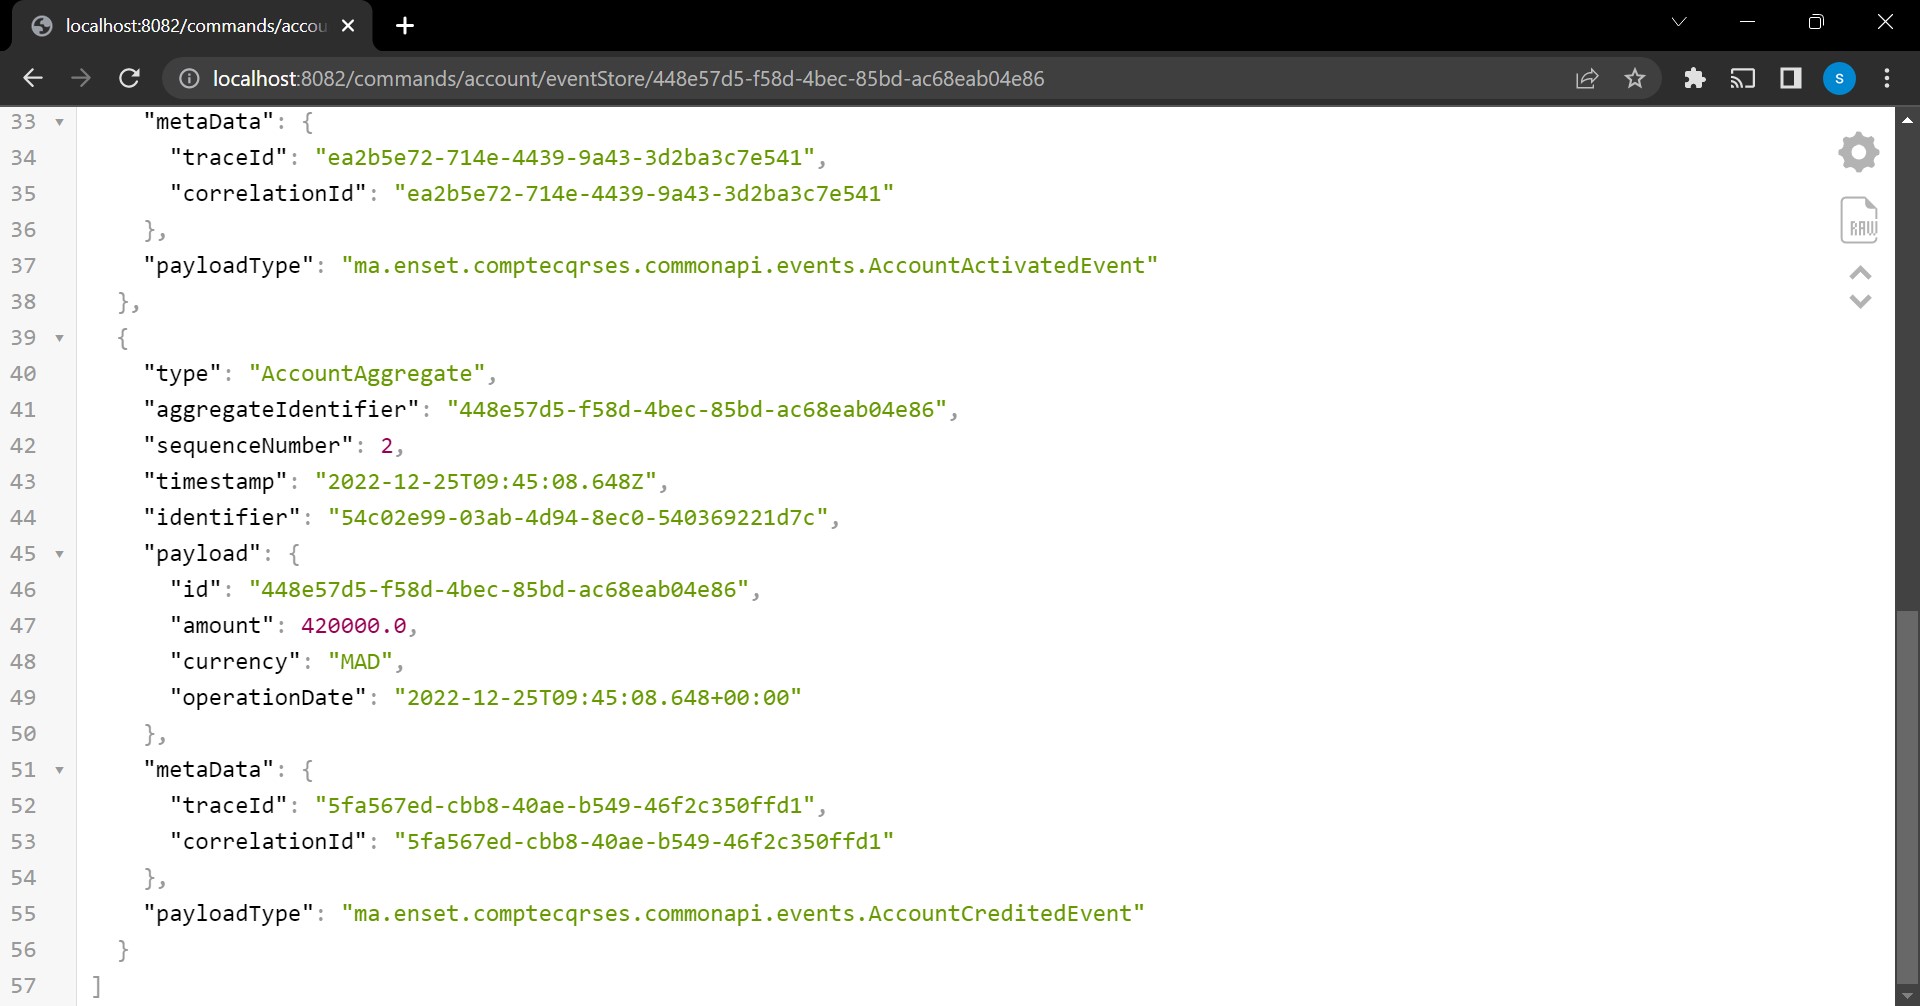 localhost:8082/commands/accou
localhost:8082/commands/account/eventStore/448e57d5-f58d-4bec-85bd-ac68eab04e86
s
33 "metaData": {
34 "traceId": "ea2b5e72-714e-4439-9a43-3d2ba3c7e541",
35 "correlationId": "ea2b5e72-714e-4439-9a43-3d2ba3c7e541"
36 },
37 "payloadType": "ma.enset.comptecqrses.commonapi.events.AccountActivatedEvent"
38 },
39 {
40 "type": "AccountAggregate",
41 "aggregateIdentifier": "448e57d5-f58d-4bec-85bd-ac68eab04e86",
42 "sequenceNumber": 2,
43 "timestamp": "2022-12-25T09:45:08.648Z",
44 "identifier": "54c02e99-03ab-4d94-8ec0-540369221d7c",
45 "payload": {
46 "id": "448e57d5-f58d-4bec-85bd-ac68eab04e86",
47 "amount": 420000.0,
48 "currency": "MAD",
49 "operationDate": "2022-12-25T09:45:08.648+00:00"
50 },
51 "metaData": {
52 "traceId": "5fa567ed-cbb8-40ae-b549-46f2c350ffd1",
53 "correlationId": "5fa567ed-cbb8-40ae-b549-46f2c350ffd1"
54 },
55 "payloadType": "ma.enset.comptecqrses.commonapi.events.AccountCreditedEvent"
56 }
57 ]
RAW